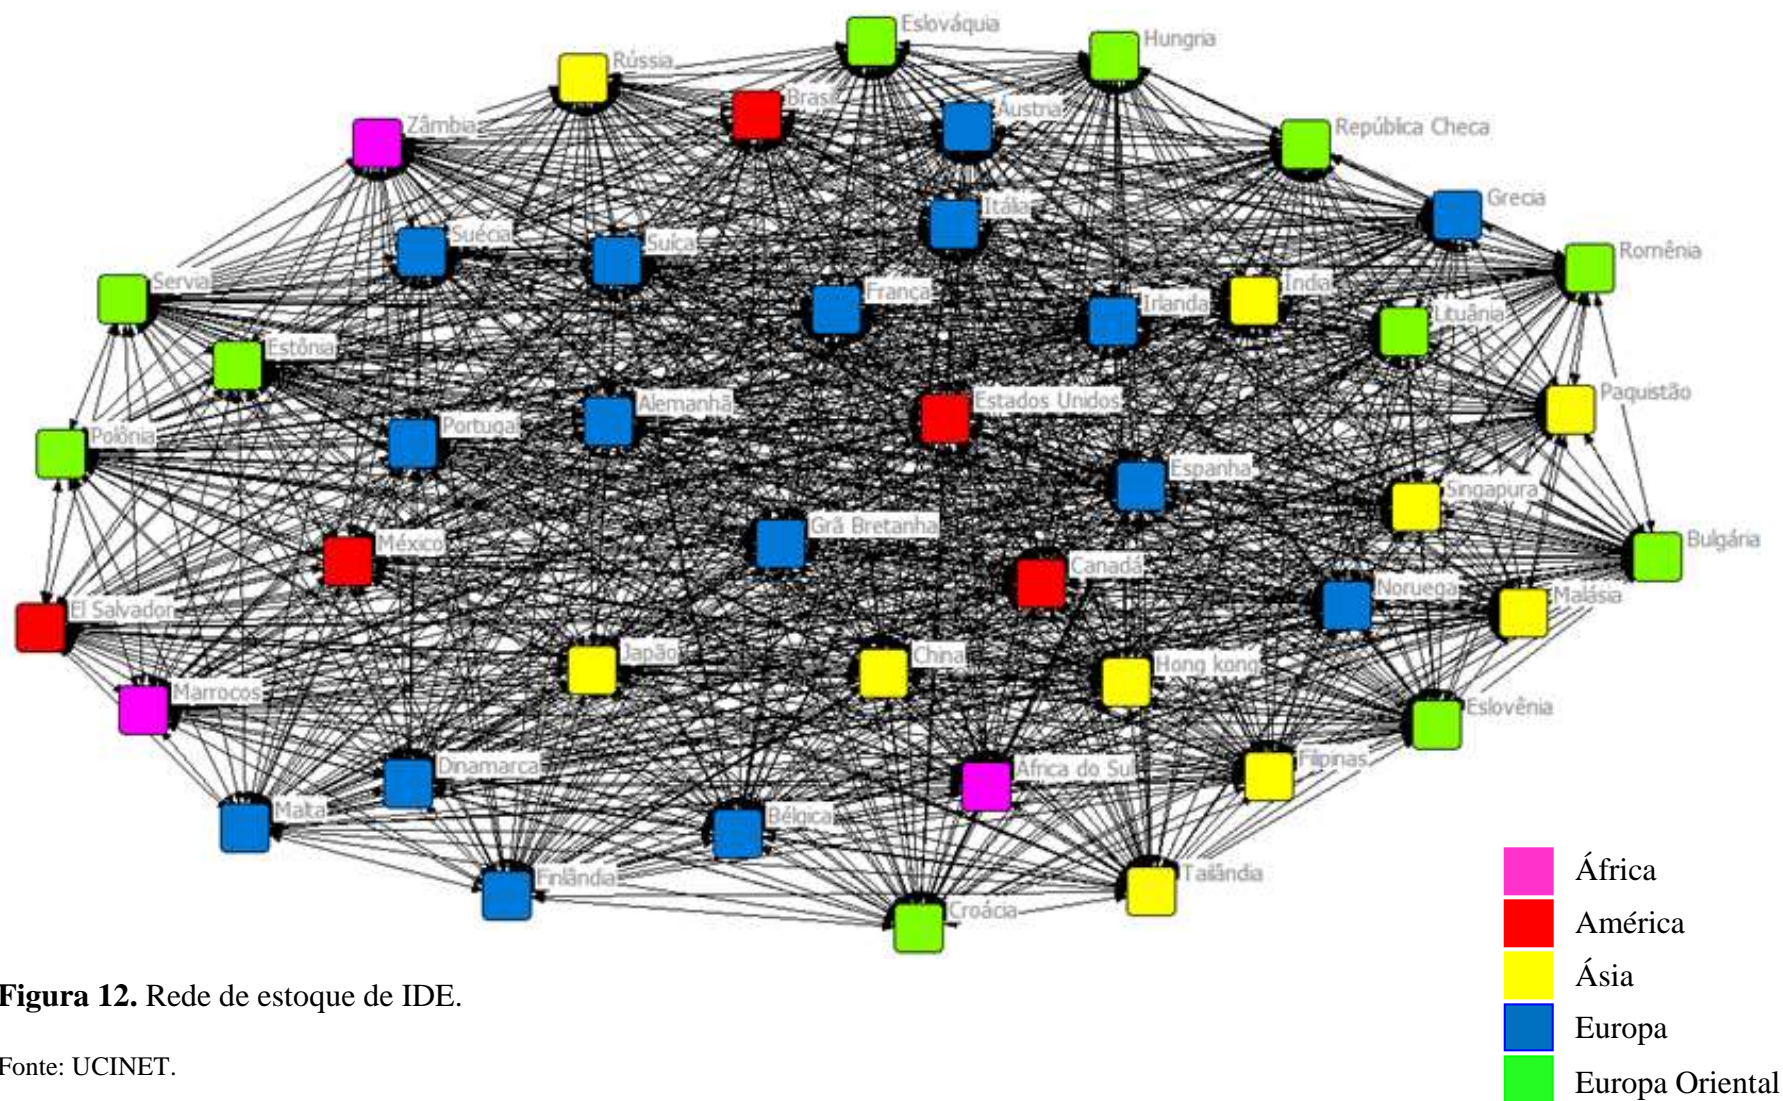 Eslováquia
Hungria
Rússia
Brasil
Áustria
Zâmbia
República Checa
Grecia
Itália
Suécia
Suíca
Romênia
Servia
França
Índia
Irlanda
Lituânia
Estônia
Paquistão
Alemanhã
Estados Unidos
Portugal
Polônia
Espanha
Singapura
Grã Bretanha
México
Bulgária
Canadá
Noruega
Malásia
El Salvador
Japão
China
Hong kong
Marrocos
Eslovênia
Dinamarca
África do Sul
Filipinas
Malta
Bélgica
Finlândia
Tailândia
Croácia
África
América
Ásia
Europa
Europa Oriental
Figura 12. Rede de estoque de IDE.
Fonte: UCINET.